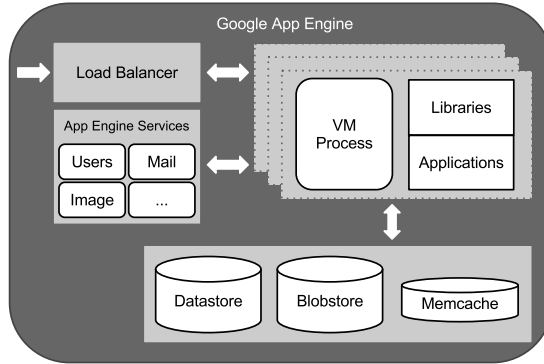 Google App Engine
Load Balancer
App Engine Services
Users
Mail
Image
...
VM
Process
Libraries
Applications
Datastore
Blobstore
Memcache